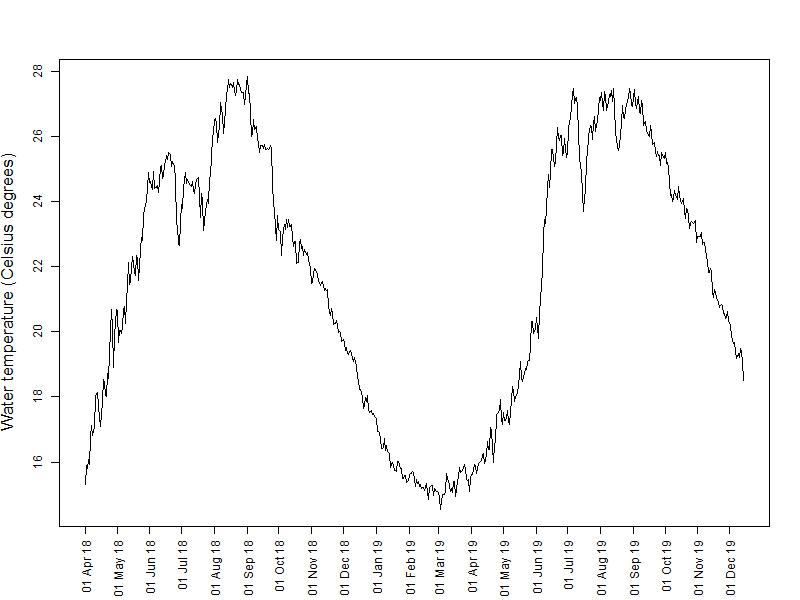 Water temperature (Celsius degrees)
28
26
24
22
20
18
16
01 Apr 18
01 May 18
01 Jun 18
01 Jul 18
01 Aug 18
01 Sep 18
01 Oct 18
01 Nov 18
01 Dec 18
01 Jan 19
01 Feb 19
01 Mar 19
01 Apr 19
01 May 19
01 Jun 19
01 Jul 19
01 Aug 19
01 Sep 19
01 Oct 19
01 Nov 19
01 Dec 19